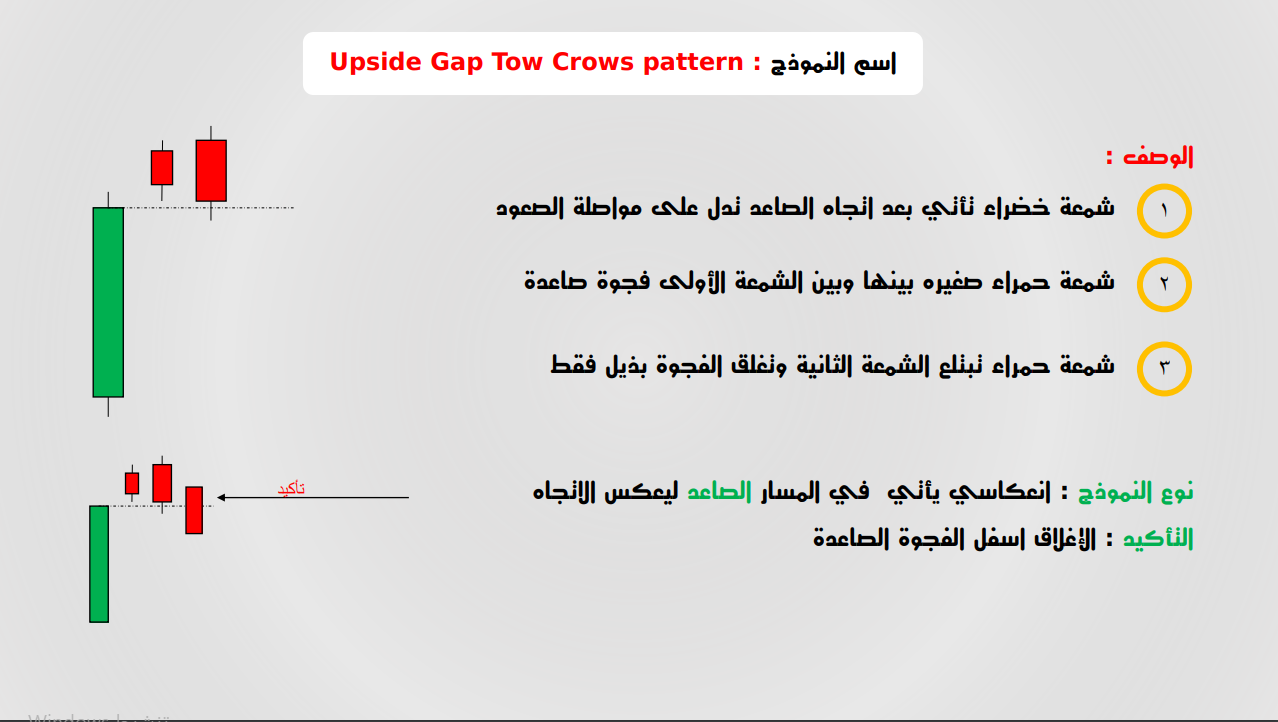 اسم النموذج : Upside Gap Tow Crows pattern
الوصف :
١ شمعة خضراء تأتي بعد اتجاه الصاعد تدل على مواصلة الصعود
٢ شمعة حمراء صغيره بينها وبين الشمعة الأولى فجوة صاعدة
٣ شمعة حمراء تبتلع الشمعة الثانية وتغلق الفجوة بذيل فقط
نوع النموذج : انعكاسي يأتي في المسار الصاعد ليعكس الاتجاه
تأكيد
التأكيد : الإغلاق اسفل الفجوة الصاعدة
Windows